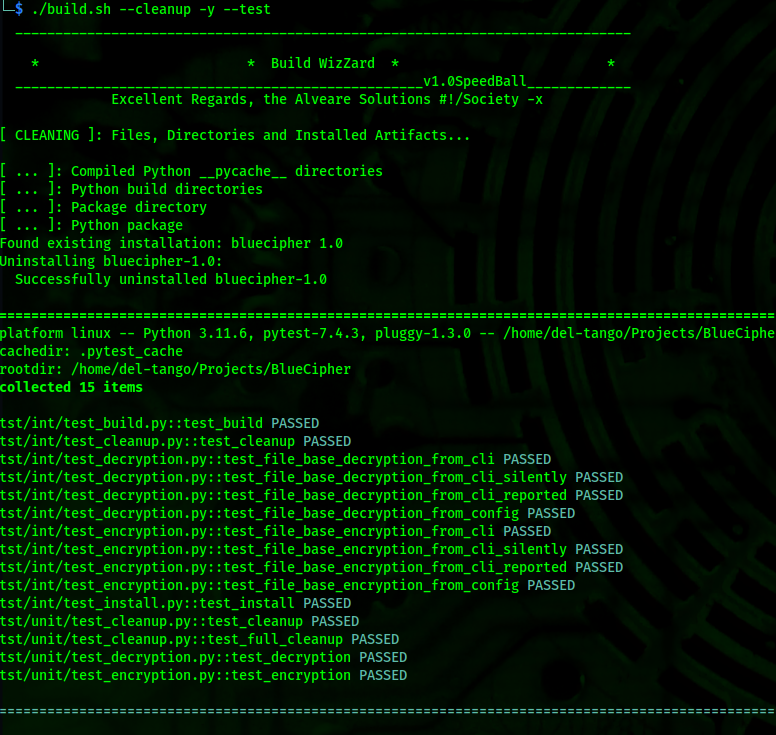 └─$ ./build.sh --cleanup -y --test
_____________________________________________________________________________
* * Build WizZard * *
___________________________________________________v1.0SpeedBall_____________
Excellent Regards, the Alveare Solutions #!/Society -x
[ CLEANING ]: Files, Directories and Installed Artifacts...
[ ... ]: Compiled Python __pycache__ directories
[ ... ]: Python build directories
[ ... ]: Package directory
[ ... ]: Python package
Found existing installation: bluecipher 1.0
Uninstalling bluecipher-1.0:
Successfully uninstalled bluecipher-1.0
=================================================================================================
platform linux -- Python 3.11.6, pytest-7.4.3, pluggy-1.3.0 -- /home/del-tango/Projects/BlueCiphe
cachedir: .pytest_cache
rootdir: /home/del-tango/Projects/BlueCipher
collected 15 items
tst/int/test_build.py::test_build PASSED
tst/int/test_cleanup.py::test_cleanup PASSED
tst/int/test_decryption.py::test_file_base_decryption_from_cli PASSED
tst/int/test_decryption.py::test_file_base_decryption_from_cli_silently PASSED
tst/int/test_decryption.py::test_file_base_decryption_from_cli_reported PASSED
tst/int/test_decryption.py::test_file_base_decryption_from_config PASSED
tst/int/test_encryption.py::test_file_base_encryption_from_cli PASSED
tst/int/test_encryption.py::test_file_base_encryption_from_cli_silently PASSED
tst/int/test_encryption.py::test_file_base_encryption_from_cli_reported PASSED
tst/int/test_encryption.py::test_file_base_encryption_from_config PASSED
tst/int/test_install.py::test_install PASSED
tst/unit/test_cleanup.py::test_cleanup PASSED
tst/unit/test_cleanup.py::test_full_cleanup PASSED
tst/unit/test_decryption.py::test_decryption PASSED
tst/unit/test_encryption.py::test_encryption PASSED
=================================================================================================